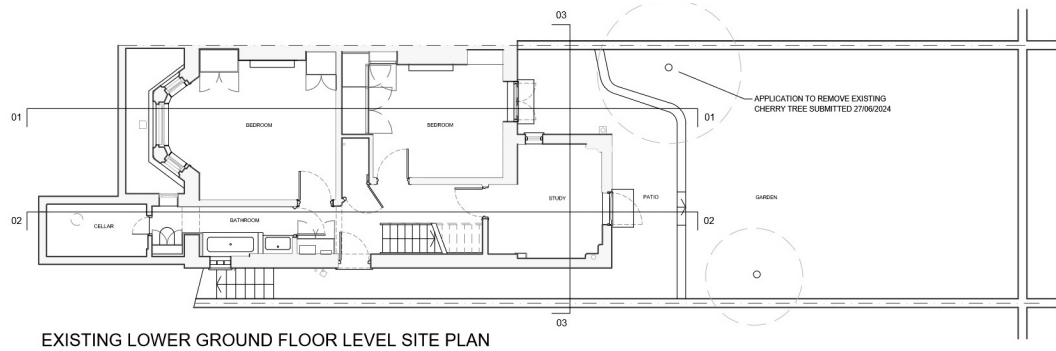 03
APPLICATION TO REMOVE EXISTING
CHERRY TREE SUBMITTED 27/06/2024
01
BEDROOM
BEDROOM
01
STUDY
PATIO
GARDEN
02
CELLAR
BATHROOM
02
03
EXISTING LOWER GROUND FLOOR LEVEL SITE PLAN